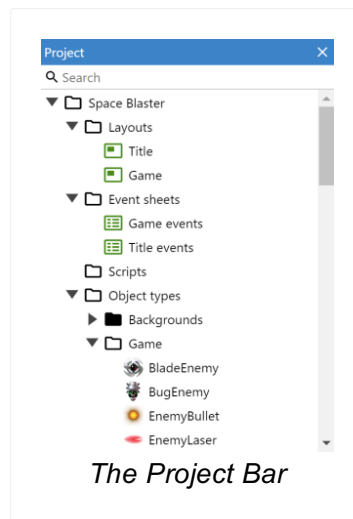 Project
Search
Space Blaster
Layouts
Title
Game
Event sheets
Game events
Title events
Scripts
Object types
Backgrounds
Game
BladeEnemy
BugEnemy
EnemyBullet
EnemyLaser
The Project Bar